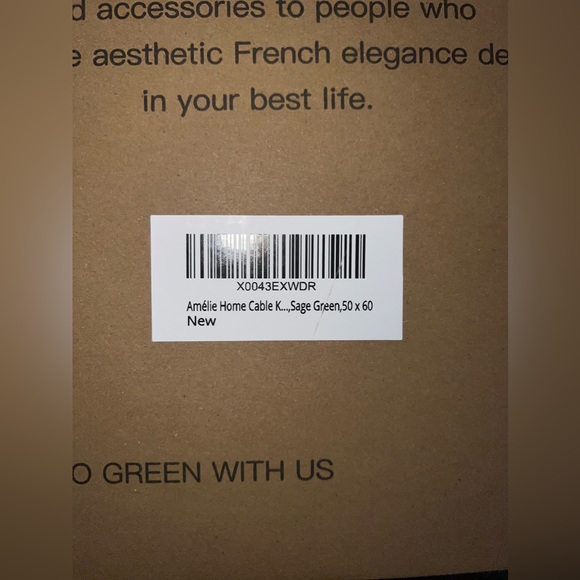 d accessories to people who
e aesthetic French elegance de
in your best life.
X0043EXWDR
Amélie Home Cable K...,Sage Green,50 x 60
New
O GREEN WITH US